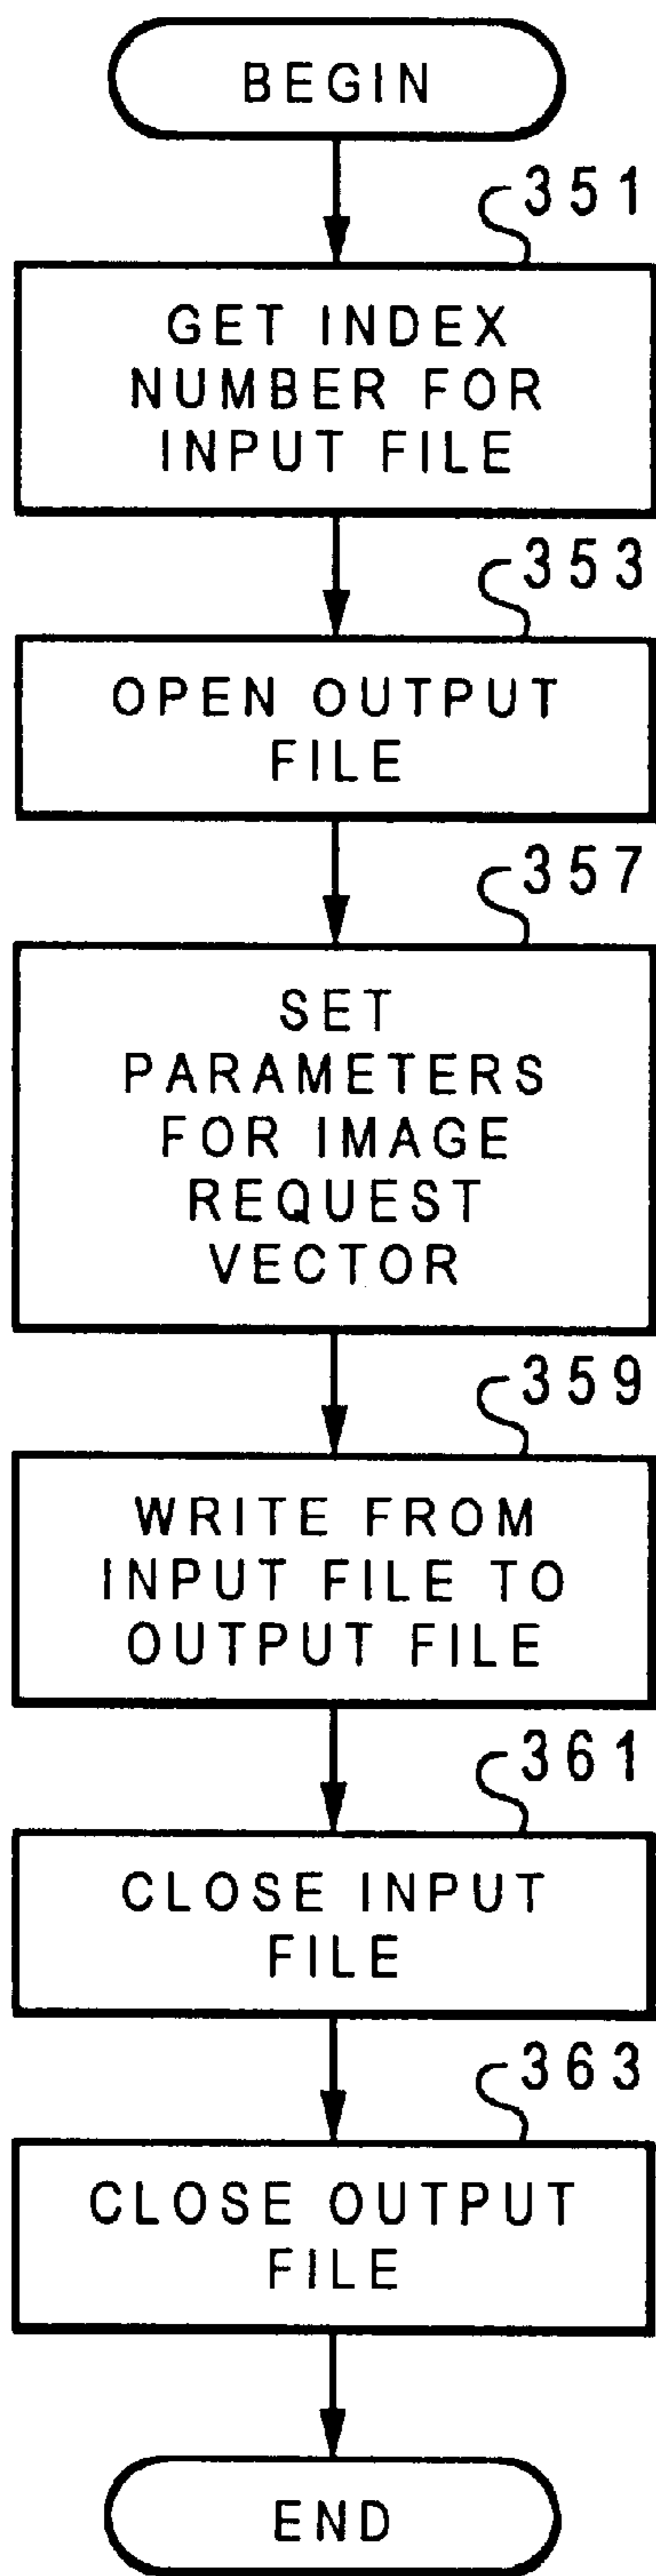 BEGIN
351
GET INDEX
NUMBER FOR
INPUT FILE
353
OPEN OUTPUT
FILE
357
SET
PARAMETERS
FOR IMAGE
REQUEST
VECTOR
359
WRITE FROM
INPUT FILE TO
OUTPUT FILE
361
CLOSE INPUT
FILE
363
CLOSE OUTPUT
FILE
END